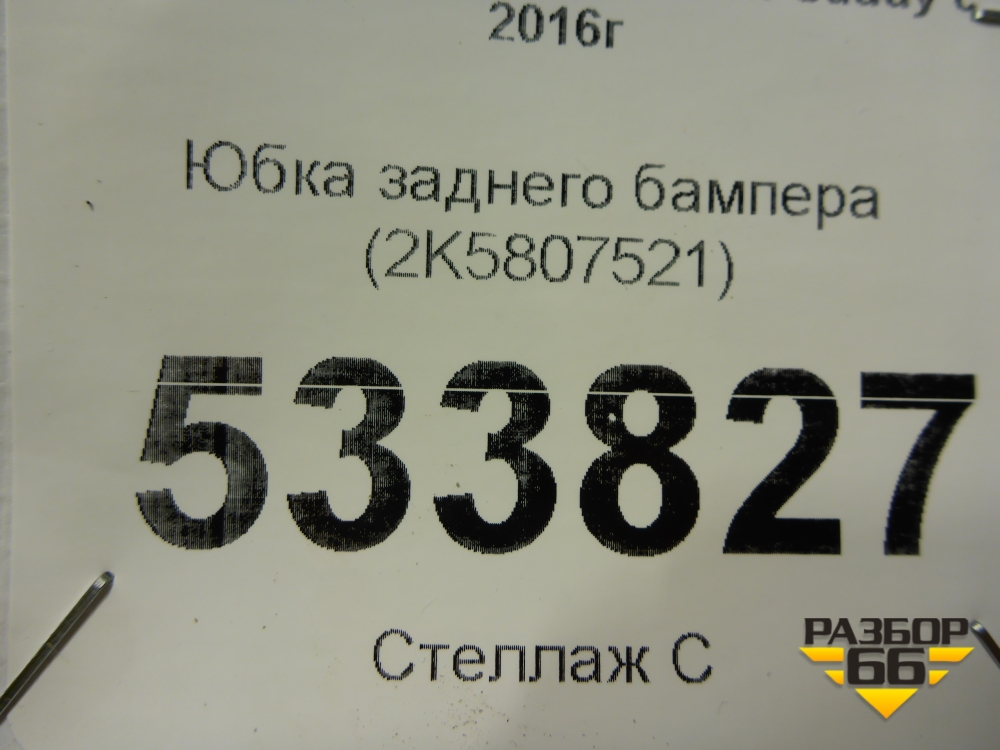 2016г
Юбка заднего бампера
(2K5807521)
533827
Стеллаж С
РАЗБОР
66